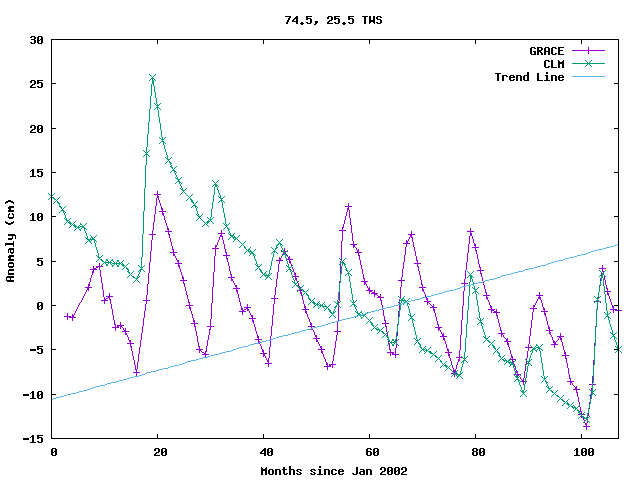 74.5, 25.5 TWS
GRACE
CLM
Trend Line
30
25
20
15
10
5
0
-5
-10
-15
Anomaly (cm)
0 20 40 60 80 100
Months since Jan 2002